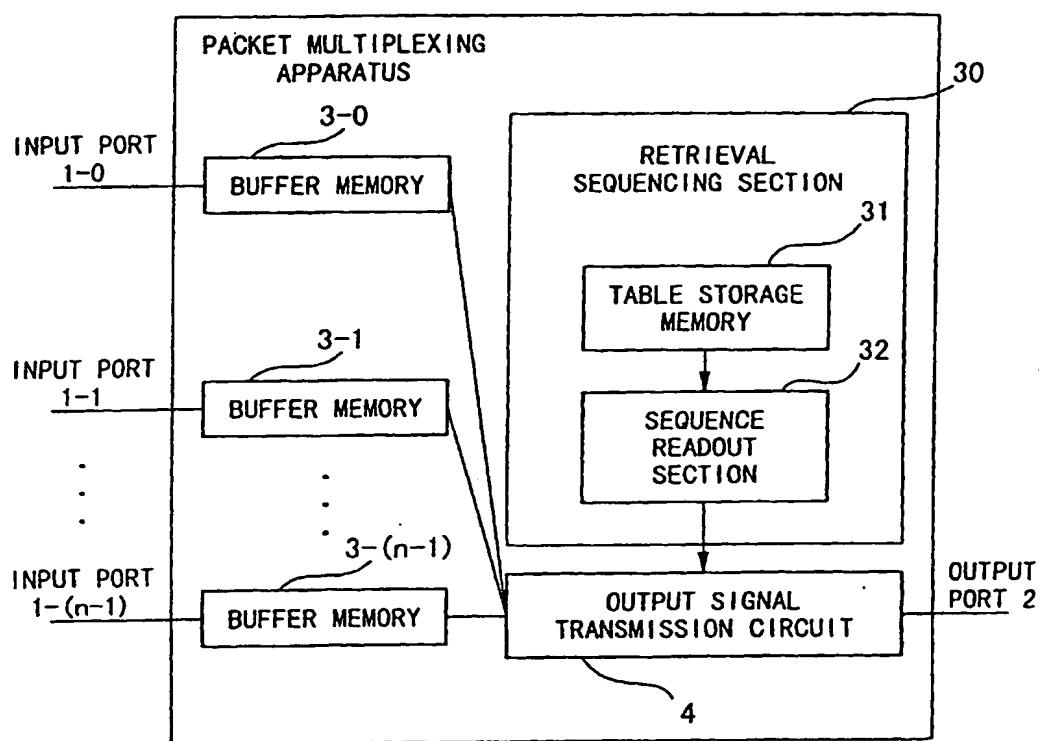 PACKET MULTIPLEXING
APPARATUS
30
3-0
INPUT PORT
1-0
BUFFER MEMORY
RETRIEVAL
SEQUENCING SECTION
31
TABLE STORAGE
MEMORY
3-1
32
INPUT PORT
1-1
BUFFER MEMORY
SEQUENCE
READOUT
SECTION
3-(n-1)
INPUT PORT
1-(n-1)
BUFFER MEMORY
OUTPUT SIGNAL
TRANSMISSION CIRCUIT
OUTPUT
PORT 2
4